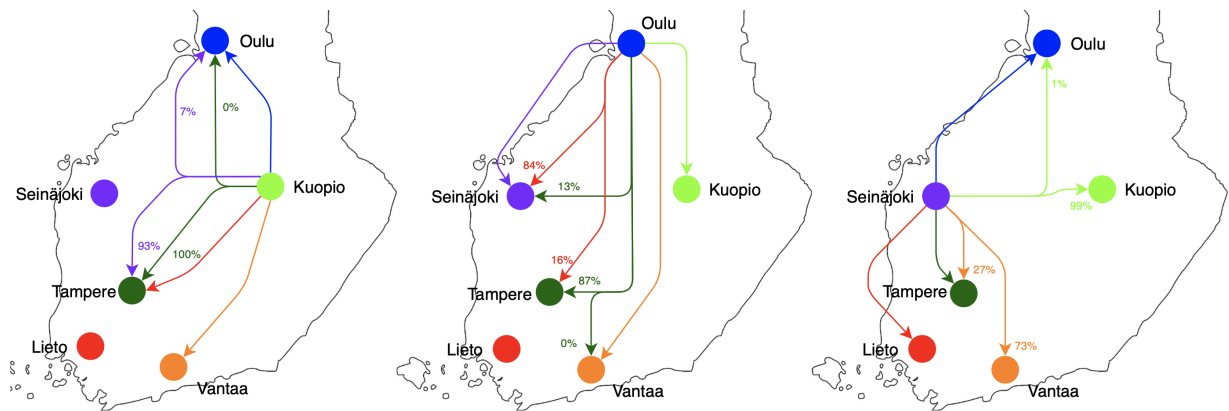 Oulu
7%
0%
Seinäjoki
Kuopio
93%
100%
Tampere
Lieto
Vantaa
Oulu
84%
13%
Seinäjoki
Kuopio
16%
87%
Tampere
0%
Lieto
Vantaa
Oulu
1%
Seinäjoki
Kuopio
99%
27%
Tampere
73%
Lieto
Vantaa